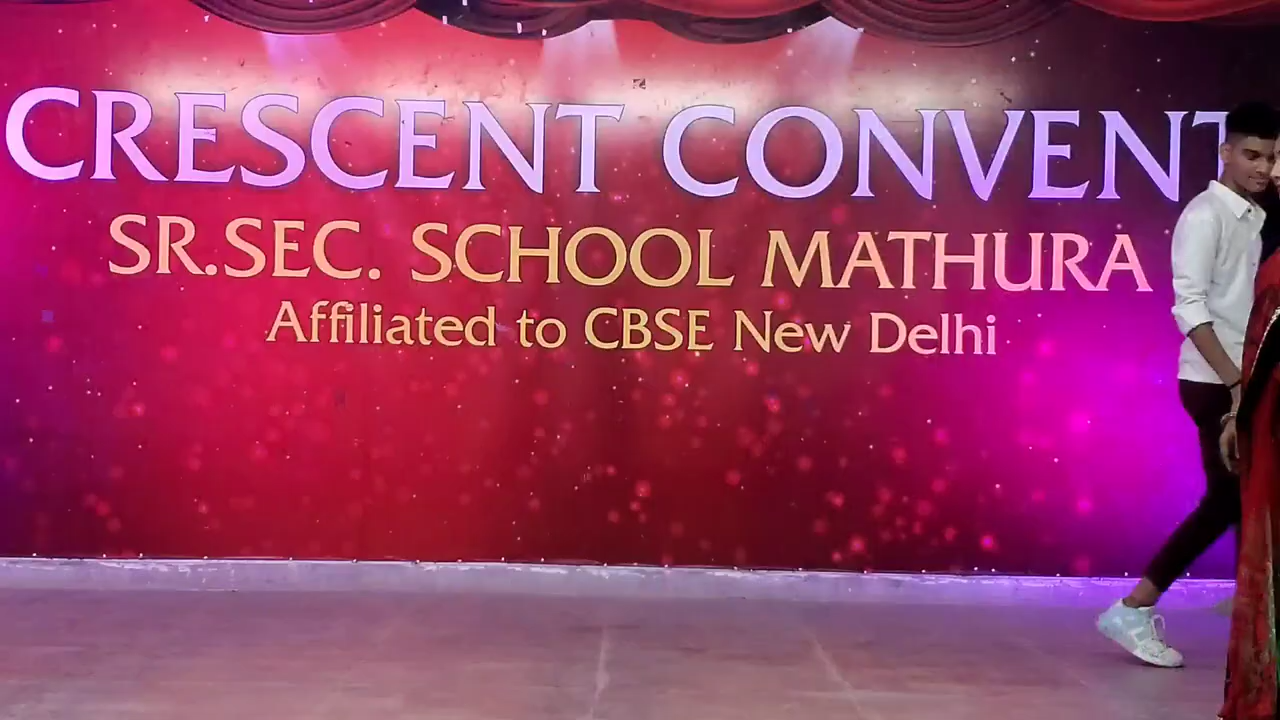 CRESCENT CONVENT
SR.SEC. SCHOOL MATHURA
Affiliated to CBSE New Delhi